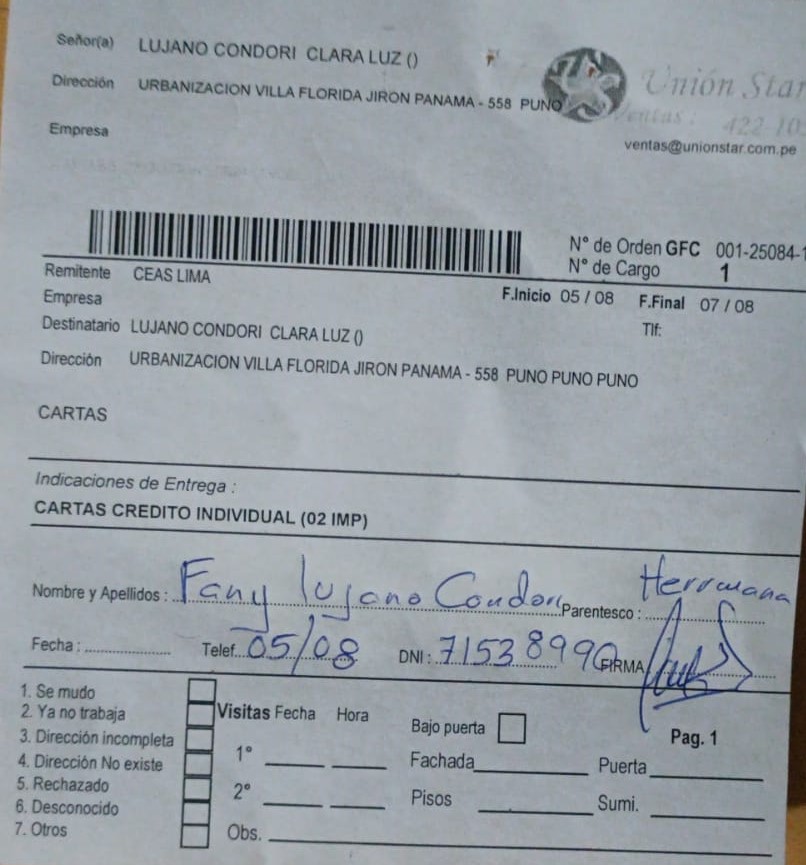 Señor(a) LUJANO CONDORI CLARA LUZ ()
Dirección URBANIZACION VILLA FLORIDA JIRON PANAMA - 558 PUNO
Unión Star
Ventas: 422 10
Empresa
ventas@unionstar.com.pe
N° de Orden GFC 001-25084-1
N° de Cargo 1
Remitente CEAS LIMA
F.Inicio 05 / 08 F.Final 07 / 08
Empresa
Tlf:
Destinatario LUJANO CONDORI CLARA LUZ ()
Dirección URBANIZACION VILLA FLORIDA JIRON PANAMA - 558 PUNO PUNO PUNO
CARTAS
Indicaciones de Entrega :
CARTAS CREDITO INDIVIDUAL (02 IMP)
Nombre y Apellidos : Fany lujano Condori Parentesco : Herrmana
Fecha : Telef. 05/08 DNI : 71538990 FIRMA
1. Se mudo
2. Ya no trabaja Visitas Fecha Hora Bajo puerta Pag. 1
3. Dirección incompleta
4. Dirección No existe 1° Fachada Puerta
5. Rechazado
6. Desconocido 2° Pisos Sumi.
7. Otros Obs.